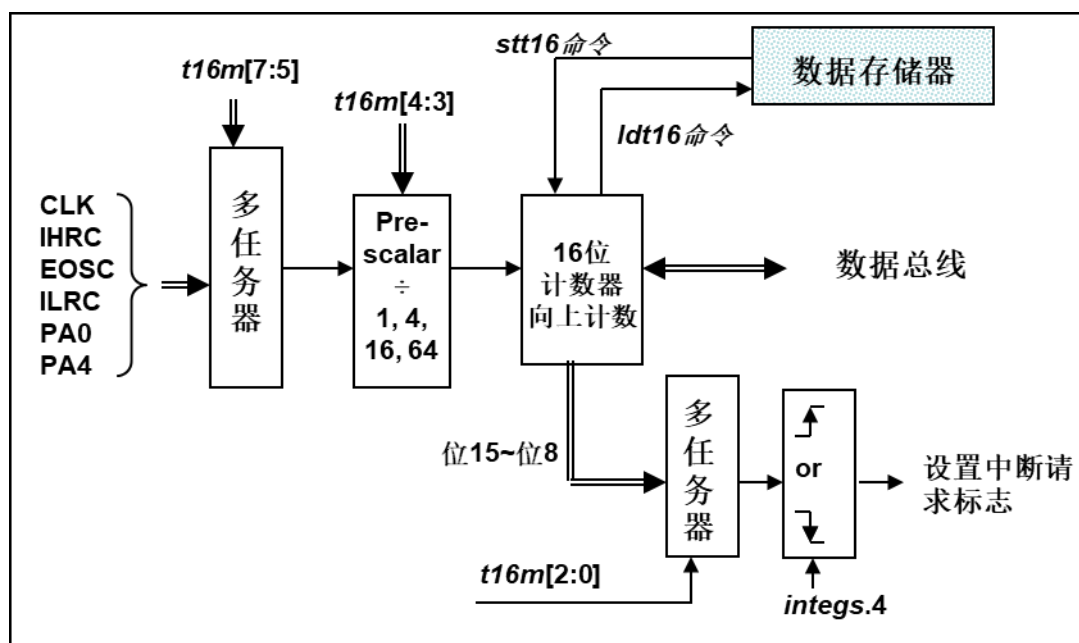 stt16命令
数据存储器
t16m[7:5]
t16m[4:3]
ldt16命令
CLK
IHRC
EOSC
ILRC
PA0
PA4
多
任
务
器
Pre-
scalar
÷
1, 4,
16, 64
16位
计数器
向上计数
数据总线
位15~位8
多
任
务
器
or
设置中断请
求标志
t16m[2:0]
integs.4